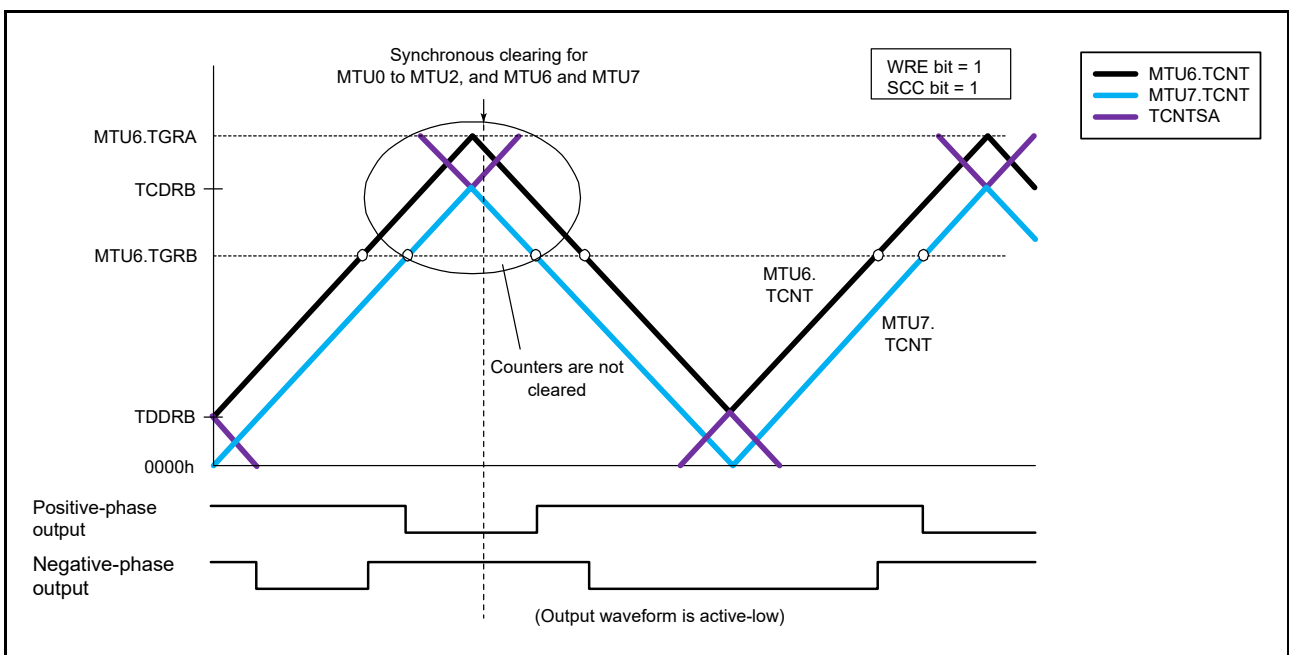 Synchronous clearing for
MTU0 to MTU2, and MTU6 and MTU7
WRE bit = 1
SCC bit = 1
MTU6.TCNT
MTU7.TCNT
TCNTSA
MTU6.TGRA
TCDRB
MTU6.TGRB
MTU6.
TCNT
MTU7.
TCNT
Counters are not
cleared
TDDRB
0000h
Positive-phase
output
Negative-phase
output
(Output waveform is active-low)